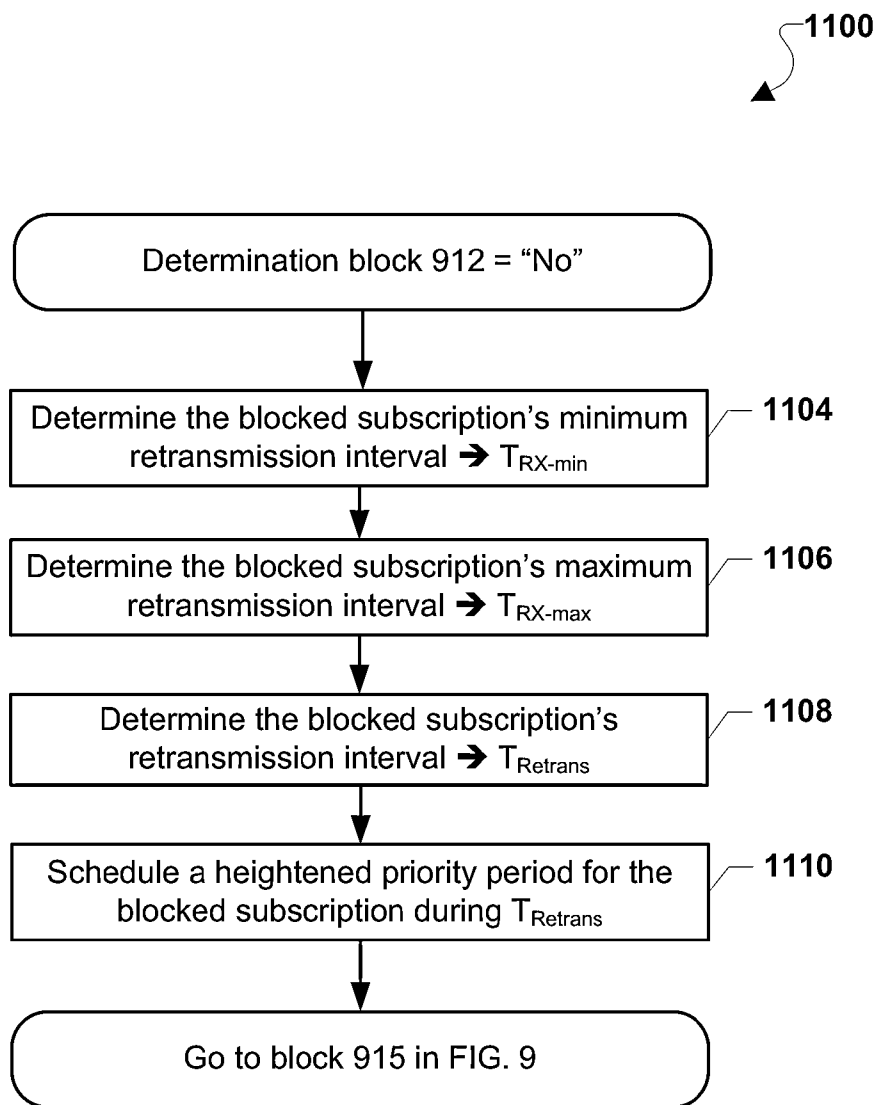 1100
Determination block 912 = “No”
Determine the blocked subscription’s minimum
retransmission interval ➔ TRX-min
1104
Determine the blocked subscription’s maximum
retransmission interval ➔ TRX-max
1106
Determine the blocked subscription’s
retransmission interval ➔ TRetrans
1108
Schedule a heightened priority period for the
blocked subscription during TRetrans
1110
Go to block 915 in FIG. 9